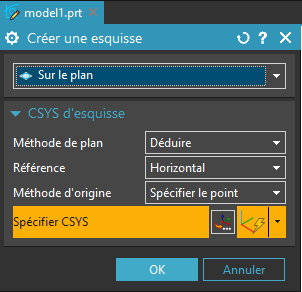 model1.prt
Créer une esquisse
Sur le plan
CSYS d'esquisse
Méthode de plan Déduire
Référence Horizontal
Méthode d'origine Spécifier le point
Spécifier CSYS
OK Annuler